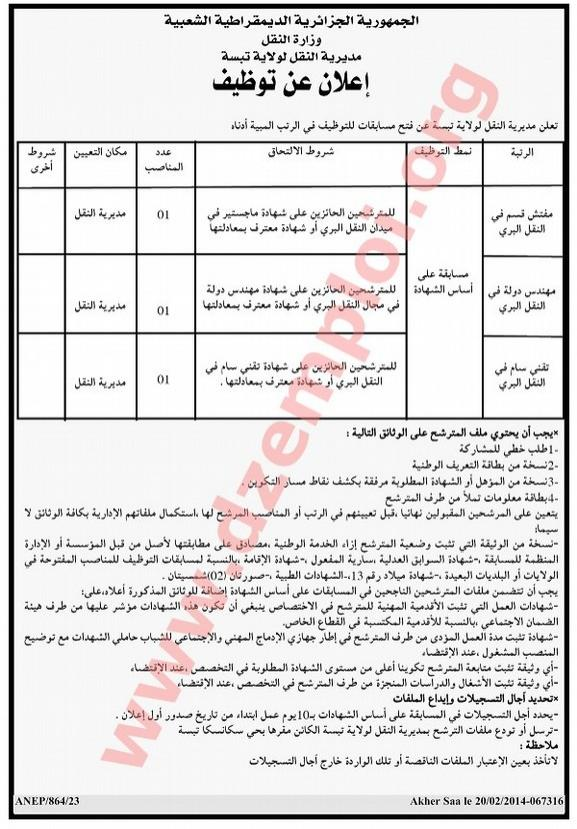 الجمهورية الجزائرية الديمقراطية الشعبية
وزارة النقل
مديرية النقل لولاية تبسة
إعلان عن توظيف
تعلن مديرية النقل لولاية تبسة عن فتح مسابقات للتوظيف في الرتب المبية أدناه
الرتبة نمط التوظيف شروط الالتحاق عدد المناصب مكان التعيين شروط أخرى
مفتش قسم في النقل البري مسابقة على أساس الشهادة للمترشحين الحائزين على شهادة ماجستير في ميدان النقل البري أو شهادة معترف بمعادلتها 01 مديرية النقل
مهندس دولة في النقل البري للمترشحين الحائزين على شهادة مهندس دولة في مجال النقل البري أو شهادة معترف بمعادلتها 01 مديرية النقل
تقني سام في النقل البري للمترشحين الحائزين على شهادة تقني سام في النقل البري أو شهادة معترف بمعادلتها . 01 مديرية النقل
×يجب أن يحتوي ملف المترشح على الوثائق التالية :
-1طلب خطي للمشاركة
-2نسخة من بطاقة التعريف الوطنية
-3نسخة من المؤهل أو الشهادة المطلوبة مرفقة بكشف نقاط مسار التكوين .
-4بطاقة معلومات تملأ من طرف المترشح
يتعين على المرشحين المقبولين نهائيا ،قبل تعيينهم في الرتب أو المناصب المرشح لها ،استكمال ملفاتهم الإدارية بكافة الوثائق لا
سيما:
-نسخة من الوثيقة التي تثبت وضعية المترشح إزاء الخدمة الوطنية ،مصادق على مطابقتها لأصل من قبل المؤسسة أو الإدارة
المنظمة للمسابقة ،-شهادة السوابق العدلية ،سارية المفعول ،-شهادة الإقامة ،بالنسبة لمسابقات التوظيف للمناصب المفتوحة في
الولايات أو البلديات البعيدة ،-شهادة ميلاد رقم 13،-الشهادات الطبية ،-صورتان (02)شمسيتان .
يجب أن تتضمن ملفات المترشحين الناجحين في المسابقات على أساس الشهادة إضافة للوثائق المذكورة أعلاه،على:
-شهادات العمل التي تثبت الأقدمية المهنية للمترشح في الاختصاص ينبغي أن تكون هذه الشهادات مؤشر عليها من طرف هيئة
الضمان الاجتماعي ،بالنسبة للأقدمية المكتسبة في القطاع الخاص.
-شهادة تثبت مدة العمل المؤدى من طرف المترشح في إطار جهازي الإدماج المهني والاجتماعي للشباب حاملي الشهادات مع توضيح
المنصب المشغول ،عند الإقتضاء
-أي وثيقة تثبت متابعة المترشح تكوينا أعلى من مستوى الشهادة المطلوبة في التخصص ،عند الإقتضاء
-أي وثيقة تثبت الأشغال والدراسات المنجزة من طرف المترشح في التخصص ،عند الإقتضاء
×تحديد آجال التسجيلات وإيداع الملفات
-يحدد آجال التسجيلات في المسابقة على أساس الشهادات بـ10يوم عمل ابتداء من تاريخ صدور أول إعلان .
-ترسل أو تودع ملفات الترشح بمديرية النقل لولاية تبسة الكائن مقرها بحي سكانسكا تبسة
ملاحظة :
لاتأخذ بعين الإعتبار الملفات الناقصة أو تلك الواردة خارج آجال التسجيلات
ANEP/864/23 Akher Saa le 20/02/2014-067316
www.dzemploi.org